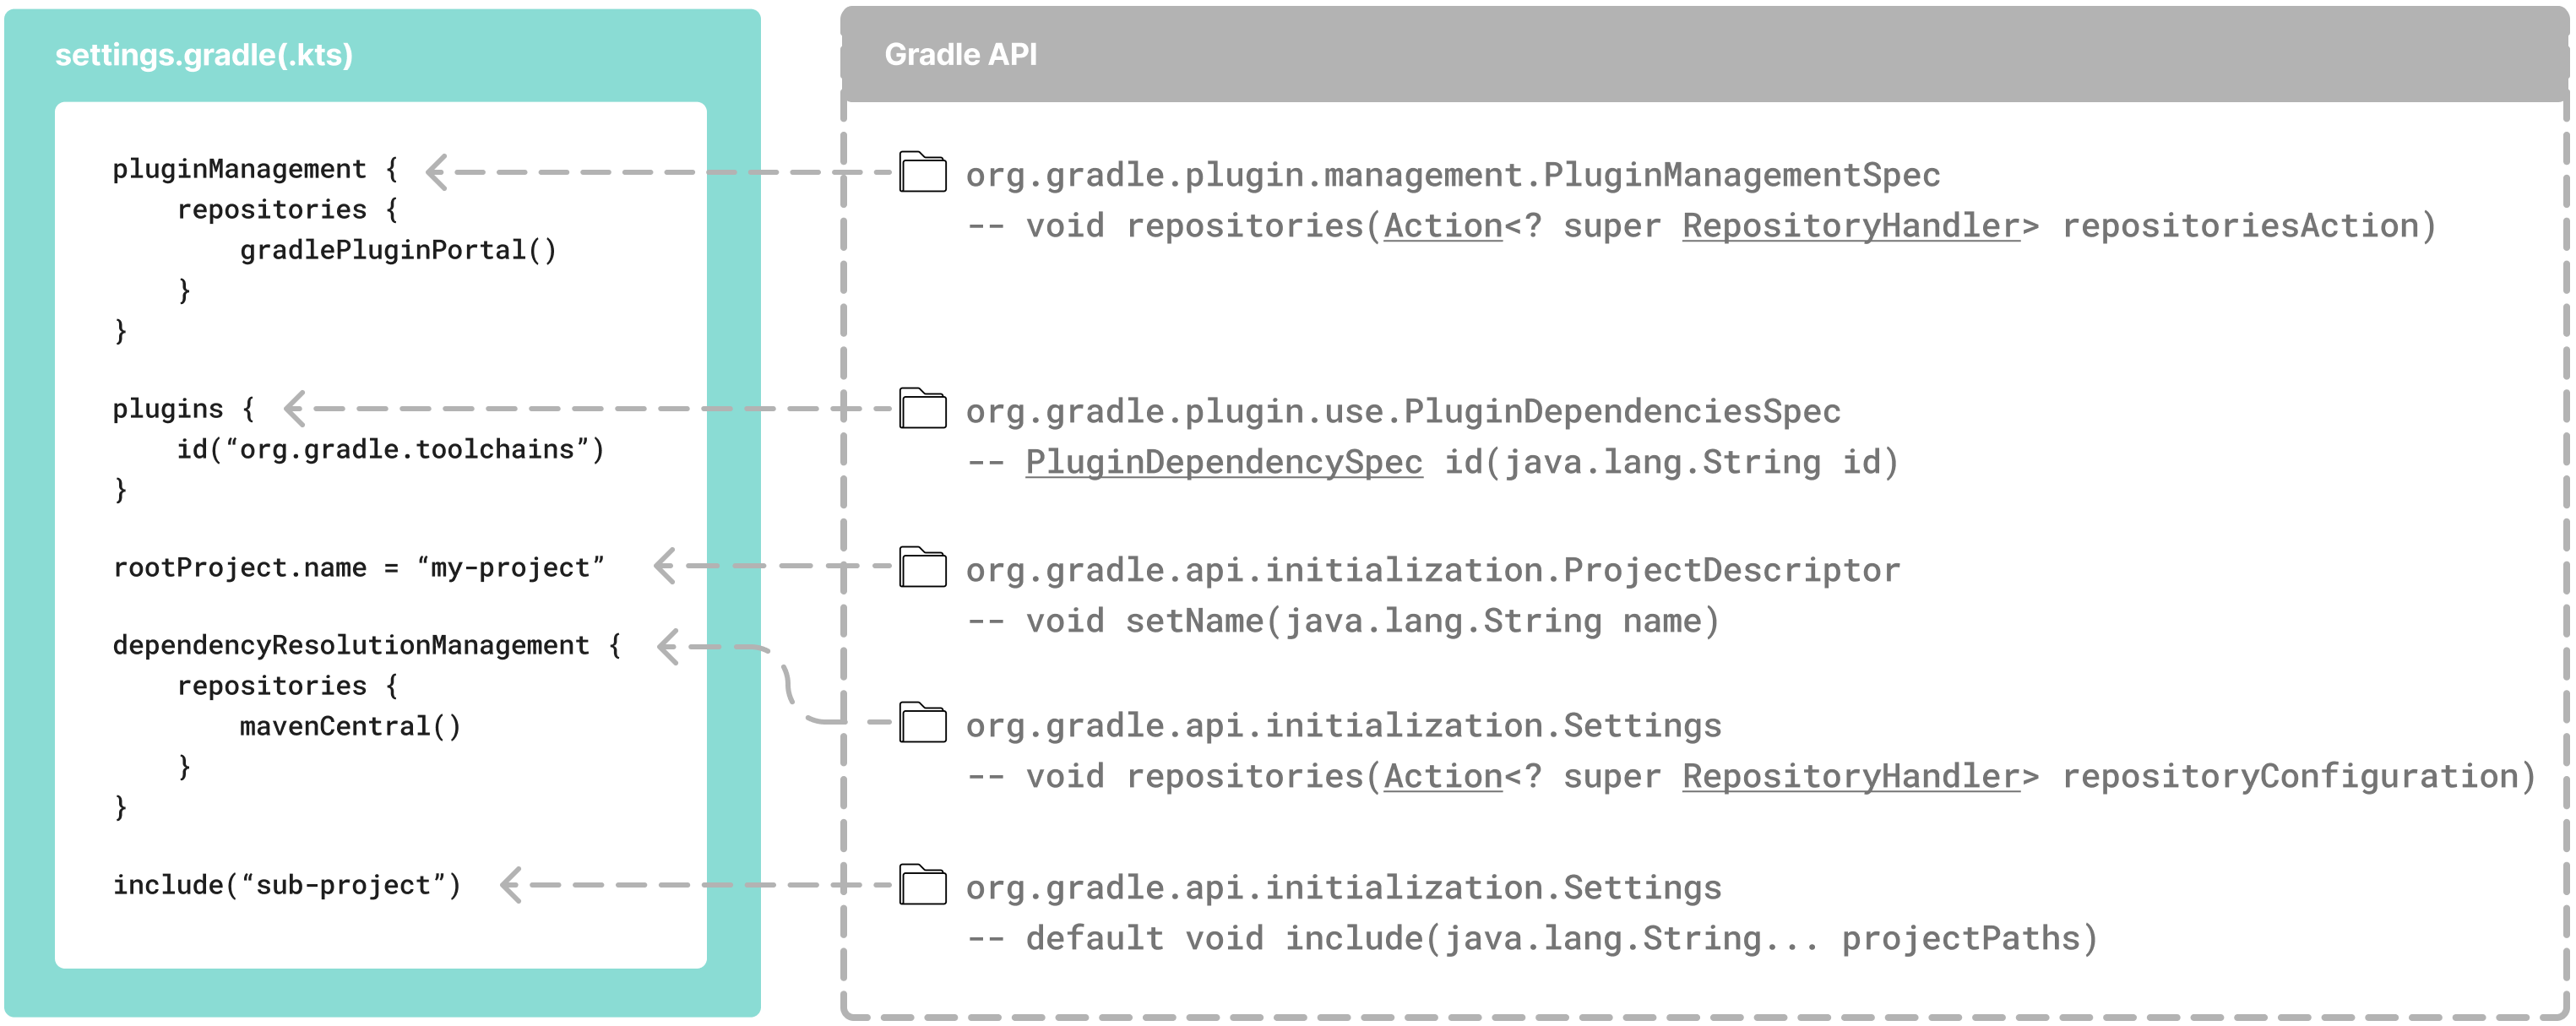 settings.gradle(.kts)
pluginManagement {
    repositories {
        gradlePluginPortal()
    }
}
plugins {
    id(“org.gradle.toolchains”)
}
rootProject.name = “my-project”
dependencyResolutionManagement {
    repositories {
        mavenCentral()
    }
}
include(“sub-project”)
Gradle API
org.gradle.plugin.management.PluginManagementSpec
-- void repositories(Action<? super RepositoryHandler> repositoriesAction)
org.gradle.plugin.use.PluginDependenciesSpec
-- PluginDependencySpec id(java.lang.String id)
org.gradle.api.initialization.ProjectDescriptor
-- void setName(java.lang.String name)
org.gradle.api.initialization.Settings
-- void repositories(Action<? super RepositoryHandler> repositoryConfiguration)
org.gradle.api.initialization.Settings
-- default void include(java.lang.String... projectPaths)